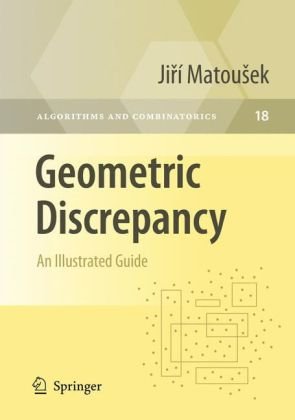 Jiří Matoušek
ALGORITHMS AND COMBINATORICS 18
Geometric
Discrepancy
An Illustrated Guide
Springer